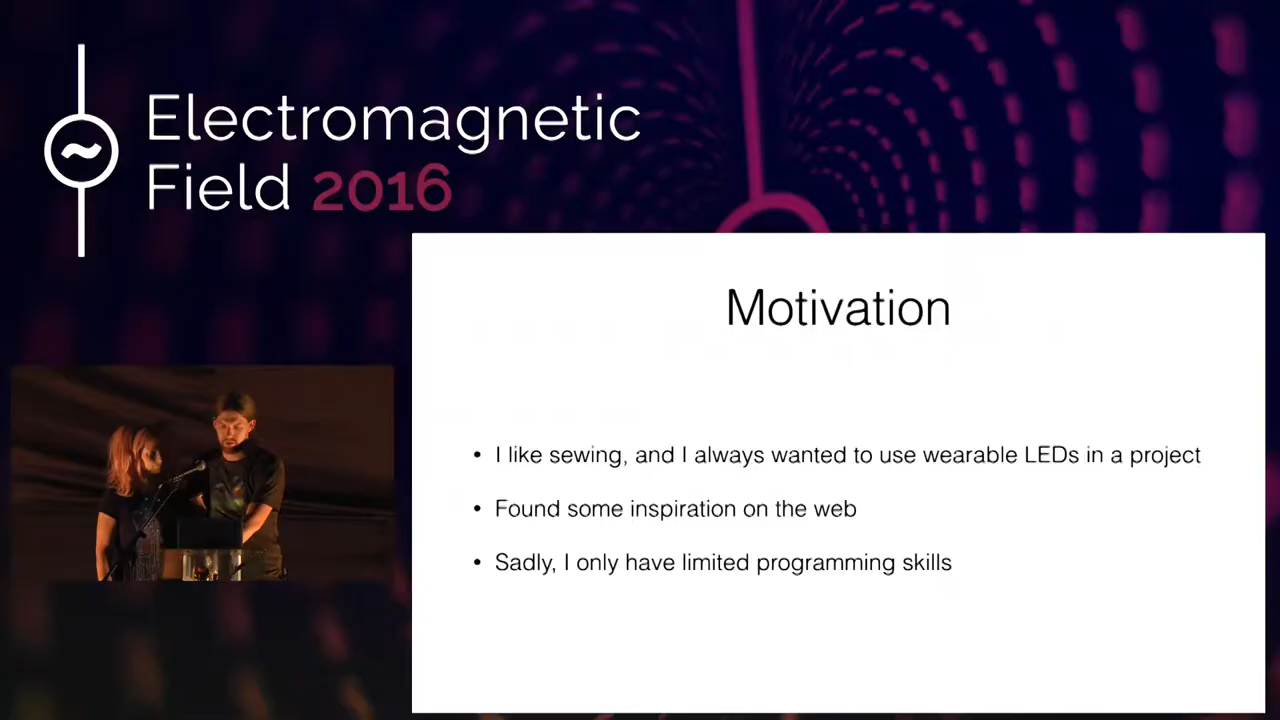 Electromagnetic
Field 2016
Motivation
• I like sewing, and I always wanted to use wearable LEDs in a project
• Found some inspiration on the web
• Sadly, I only have limited programming skills